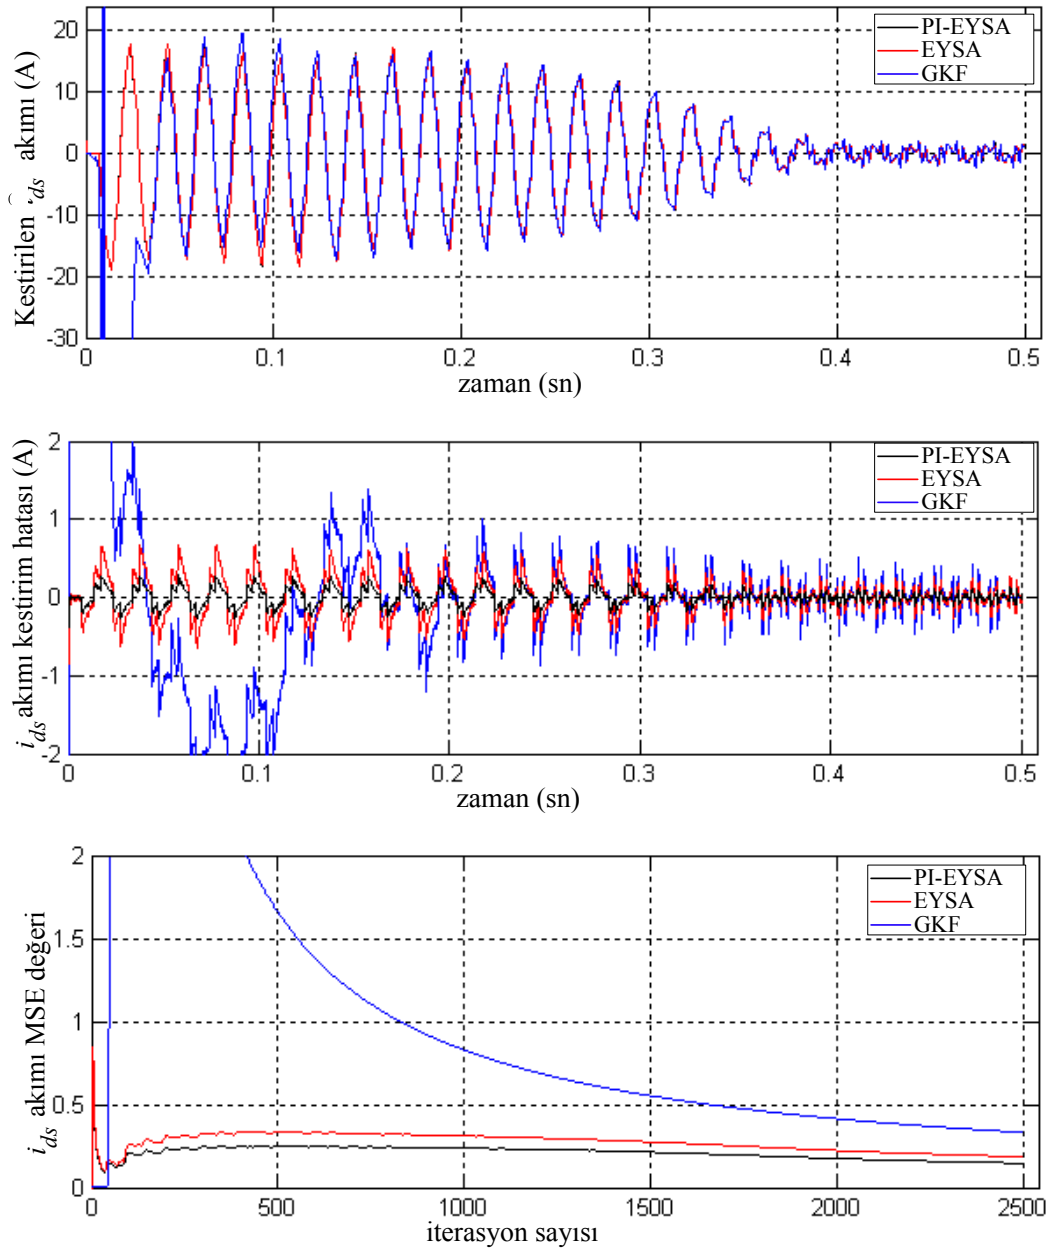 Kestirilen i_ds akımı (A)
20
10
0
-10
-20
-30
PI-EYSA
EYSA
GKF
0 0.1 0.2 0.3 0.4 0.5
zaman (sn)
i_ds akımı kestirim hatası (A)
2
1
0
-1
-2
PI-EYSA
EYSA
GKF
0 0.1 0.2 0.3 0.4 0.5
zaman (sn)
i_ds akımı MSE değeri
2
1.5
1
0.5
0
PI-EYSA
EYSA
GKF
0 500 1000 1500 2000 2500
iterasyon sayısı